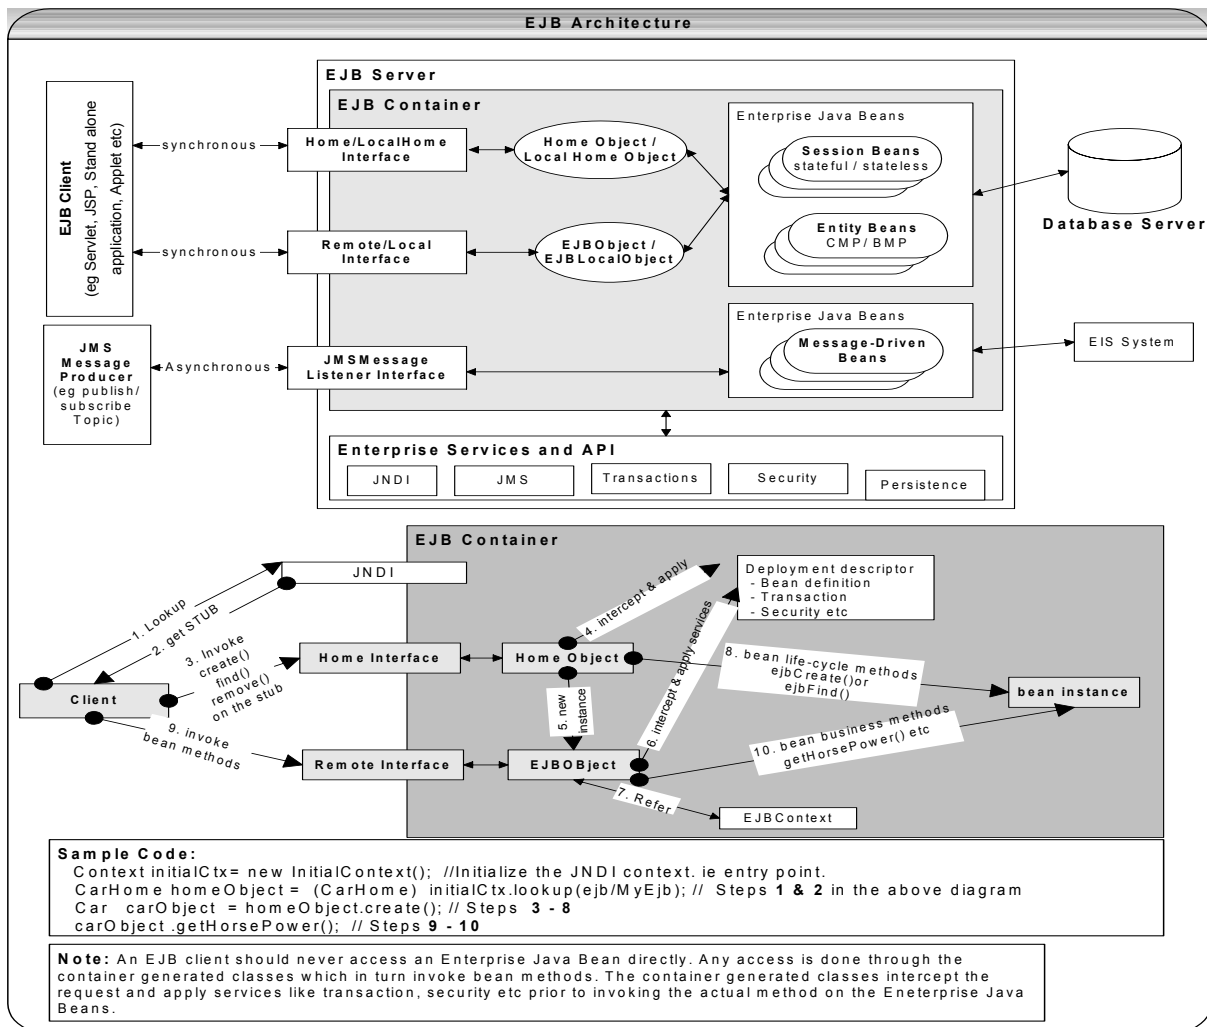 EJB Architecture
EJB Server
EJB Container
EJB Client
(eg Servlet, JSP, Stand alone
application, Applet etc)
synchronous
Home/LocalHome
Interface
Home Object /
Local Home Object
Enterprise Java Beans
Session Beans
stateful / stateless
Entity Beans
CMP/ BMP
Database Server
synchronous
Remote/Local
Interface
EJBObject /
EJBLocalObject
JMS
Message
Producer
(eg publish/
subscribe
Topic)
Asynchronous
JMSMessage
Listener Interface
Enterprise Java Beans
Message-Driven
Beans
EIS System
Enterprise Services and API
JNDI
JMS
Transactions
Security
Persistence
EJB Container
JNDI
1. Lookup
2. get STUB
3. Invoke
create()
find()
remove()
on the stub
Client
9. invoke
bean methods
Home Interface
Home Object
4. intercept & apply
Deployment descriptor
- Bean definition
- Transaction
- Security etc
5. new
instance
6. intercept & apply services
8. bean life-cycle methods
ejbCreate()or
ejbFind()
bean instance
10. bean business methods
getHorsePower() etc
Remote Interface
EJBOBject
7. Refer
EJBContext
Sample Code:
Context initialCtx= new InitialContext(); //Initialize the JNDI context. ie entry point.
CarHome homeObject = (CarHome) initialCtx.lookup(ejb/MyEjb); // Steps 1 & 2 in the above diagram
Car carObject = homeObject.create(); // Steps 3 - 8
carObject .getHorsePower(); // Steps 9 - 10
Note: An EJB client should never access an Enterprise Java Bean directly. Any access is done through the
container generated classes which in turn invoke bean methods. The container generated classes intercept the
request and apply services like transaction, security etc prior to invoking the actual method on the Eneterprise Java
Beans.